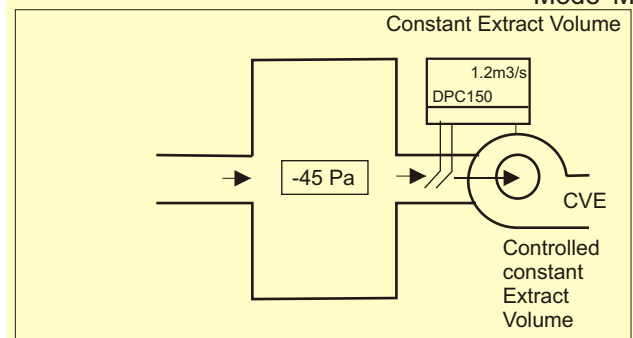 Constant Extract Volume
1.2m3/s
DPC150
-45 Pa
CVE
Controlled
constant
Extract
Volume